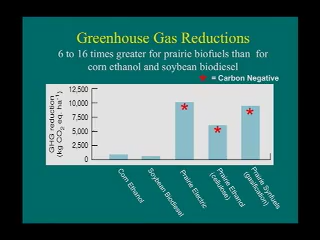 Greenhouse Gas Reductions
6 to 16 times greater for prairie biofuels than for
corn ethanol and soybean biodiesel
* = Carbon Negative
GHG reduction
(kg CO2 eq. ha-1)
12,500
10,000
7,500
5,000
2,500
0
Corn Ethanol
Soybean Biodiesel
Prairie Electric
Prairie Ethanol
(cellulosic)
Prairie Synfuels
(gasification)